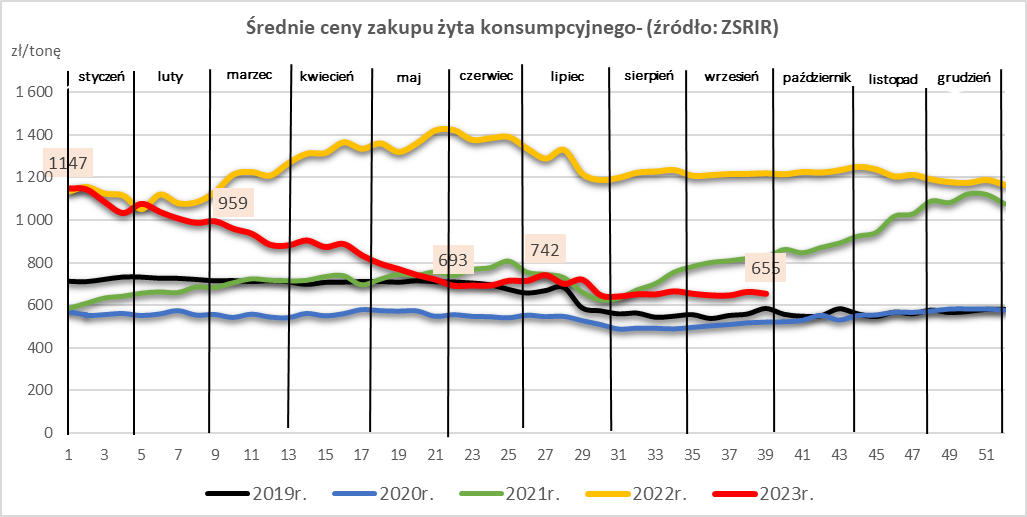 Średnie ceny zakupu żyta konsumpcyjnego- (źródło: ZSRIR)
zł/tonę
styczeń luty marzec kwiecień maj czerwiec lipiec sierpień wrzesień październik listopad grudzień
1 600
1 400
1 200
1 000
800
600
400
200
0
1147
959
693
742
655
1 3 5 7 9 11 13 15 17 19 21 23 25 27 29 31 33 35 37 39 41 43 45 47 49 51
2019r. 2020r. 2021r. 2022r. 2023r.